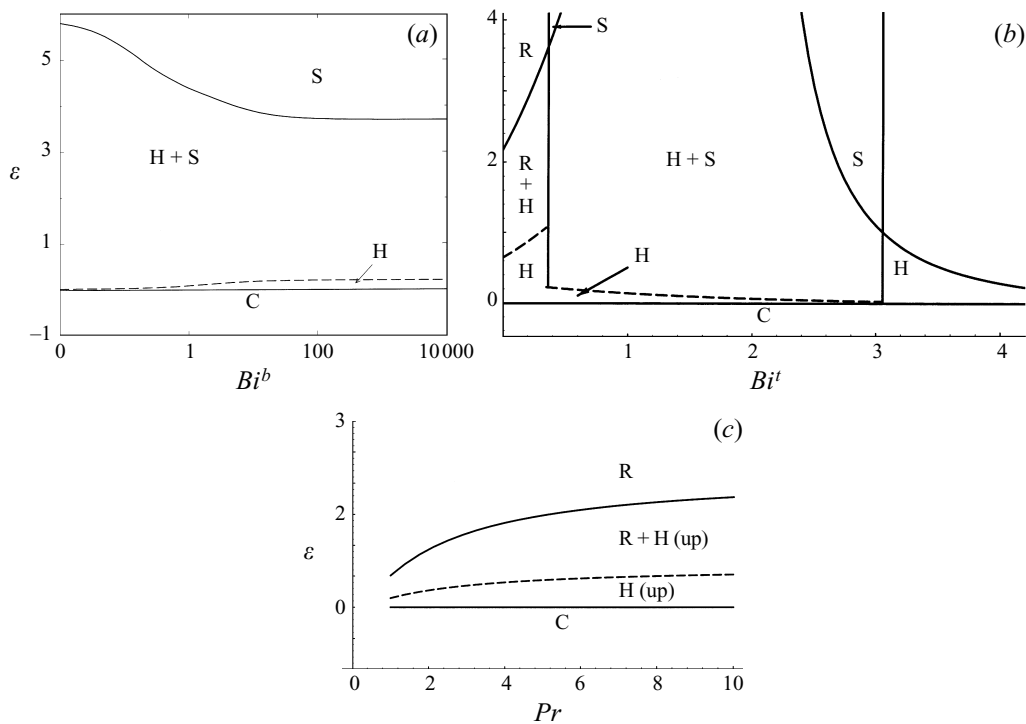 (a)
5
S
H + S
3
ε
1
H
C
–1
0
1
100
10 000
Bi^b
(b)
4
S
R
H + S
2
S
R
+
H
H
H
H
0
C
1
2
3
4
Bi^t
(c)
3
R
2
R + H (up)
ε
H (up)
0
C
0
2
4
6
8
10
Pr